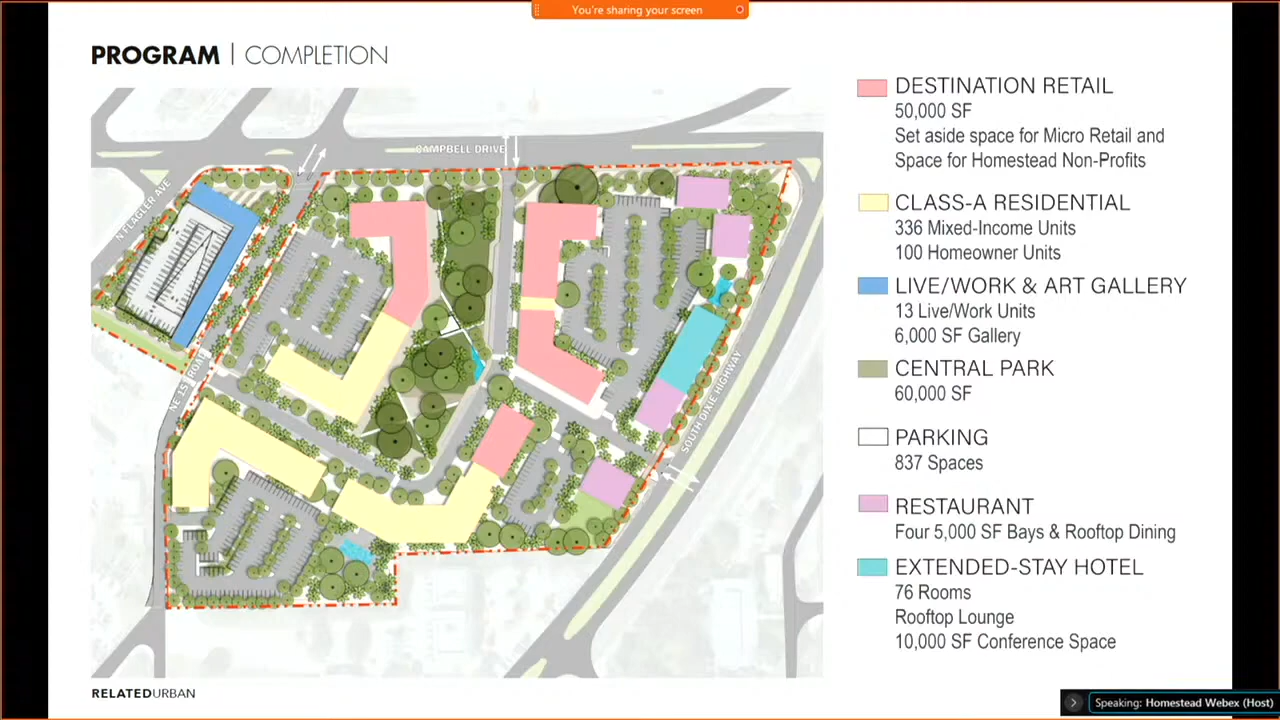 You're sharing your screen
PROGRAM | COMPLETION
CAMPBELL DRIVE
N FLAGLER AVE
NE 1ST ROAD
SOUTH DIXIE HIGHWAY
DESTINATION RETAIL
50,000 SF
Set aside space for Micro Retail and
Space for Homestead Non-Profits
CLASS-A RESIDENTIAL
336 Mixed-Income Units
100 Homeowner Units
LIVE/WORK & ART GALLERY
13 Live/Work Units
6,000 SF Gallery
CENTRAL PARK
60,000 SF
PARKING
837 Spaces
RESTAURANT
Four 5,000 SF Bays & Rooftop Dining
EXTENDED-STAY HOTEL
76 Rooms
Rooftop Lounge
10,000 SF Conference Space
RELATEDURBAN
Speaking: Homestead Webex (Host)